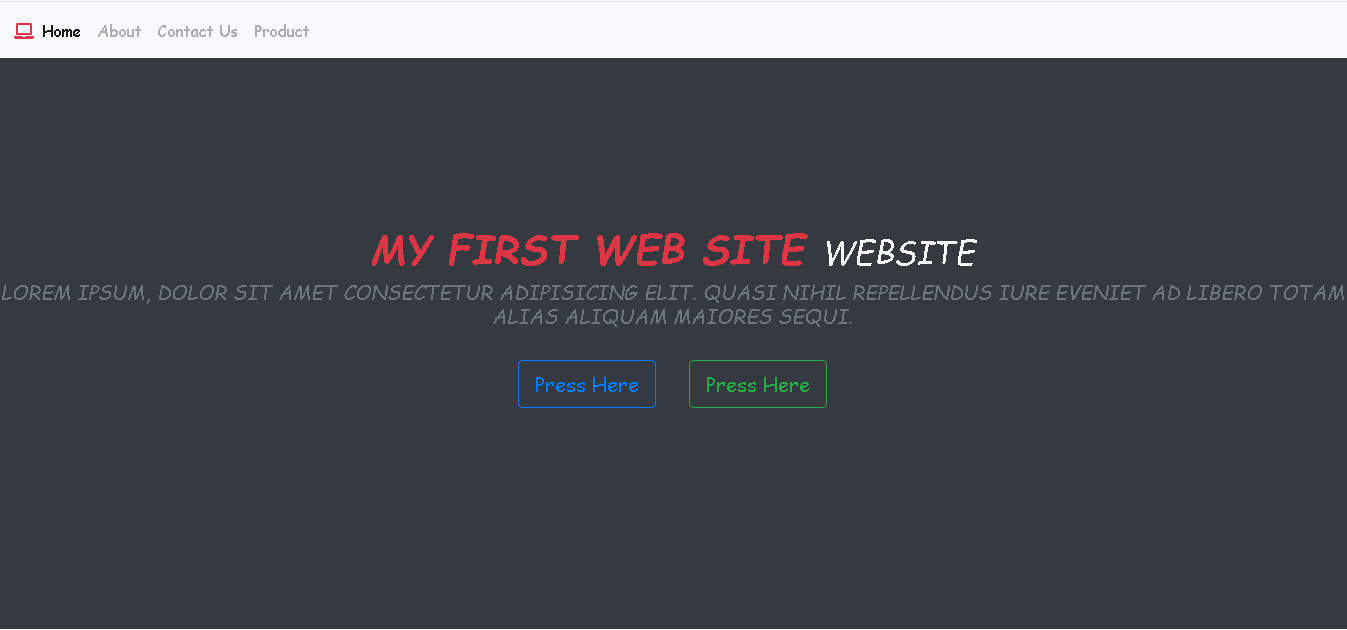 Home About Contact Us Product
MY FIRST WEB SITE WEBSITE
LOREM IPSUM, DOLOR SIT AMET CONSECTETUR ADIPISICING ELIT. QUASI NIHIL REPELLENDUS IURE EVENIET AD LIBERO TOTAM
ALIAS ALIQUAM MAIORES SEQUI.
Press Here Press Here